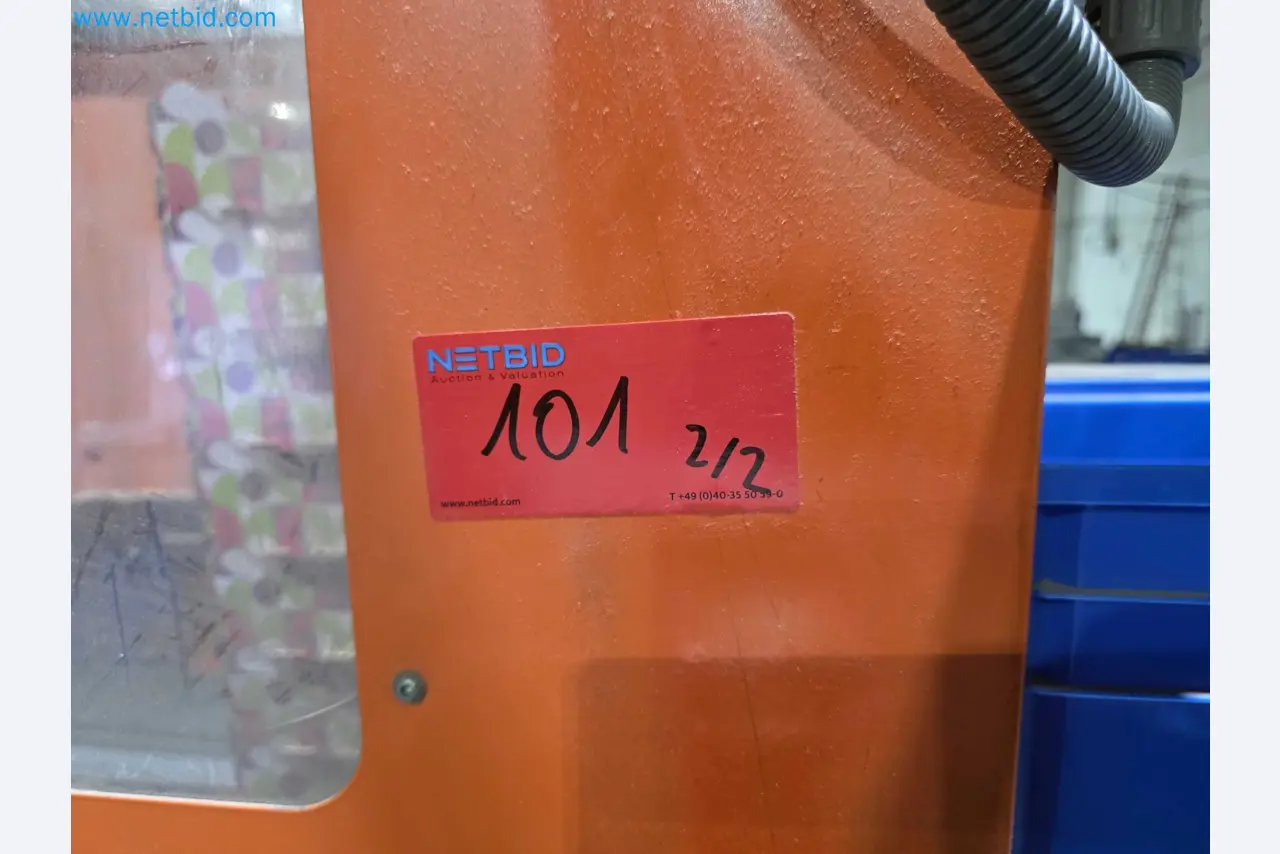 www.netbid.com
NETBID
Auction & Valuation
101 2/2
www.netbid.com
T +49 (0)40-35 50 59-0